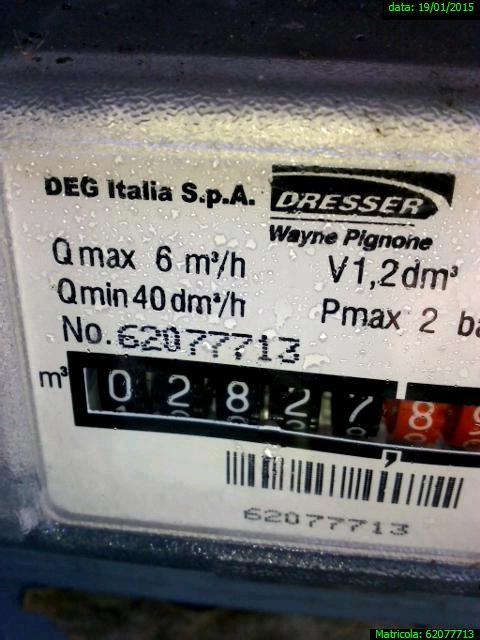 data: 19/01/2015
DEG Italia S.p.A.
DRESSER
Wayne Pignone
Qmax 6 m³/h
V1,2dm³
Qmin 40 dm³/h
Pmax 2
No. 62077713
m³ 02827,8
62077713
Matricola: 62077713